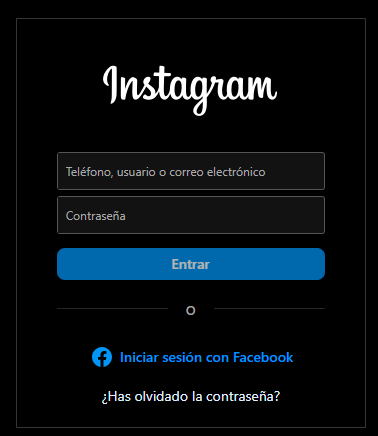 Instagram
Teléfono, usuario o correo electrónico
Contraseña
Entrar
O
Iniciar sesión con Facebook
¿Has olvidado la contraseña?